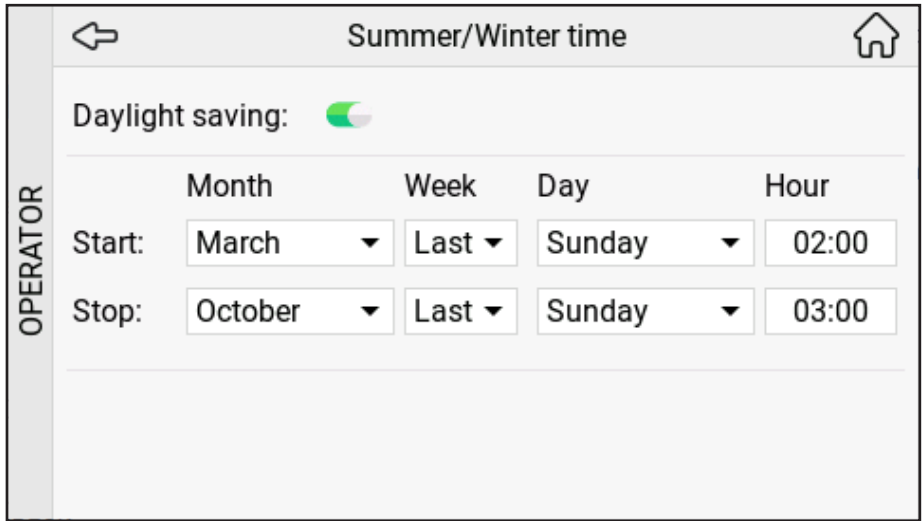 Summer/Winter time
OPERATOR
Daylight saving:
Month Week Day Hour
Start: March Last Sunday 02:00
Stop: October Last Sunday 03:00